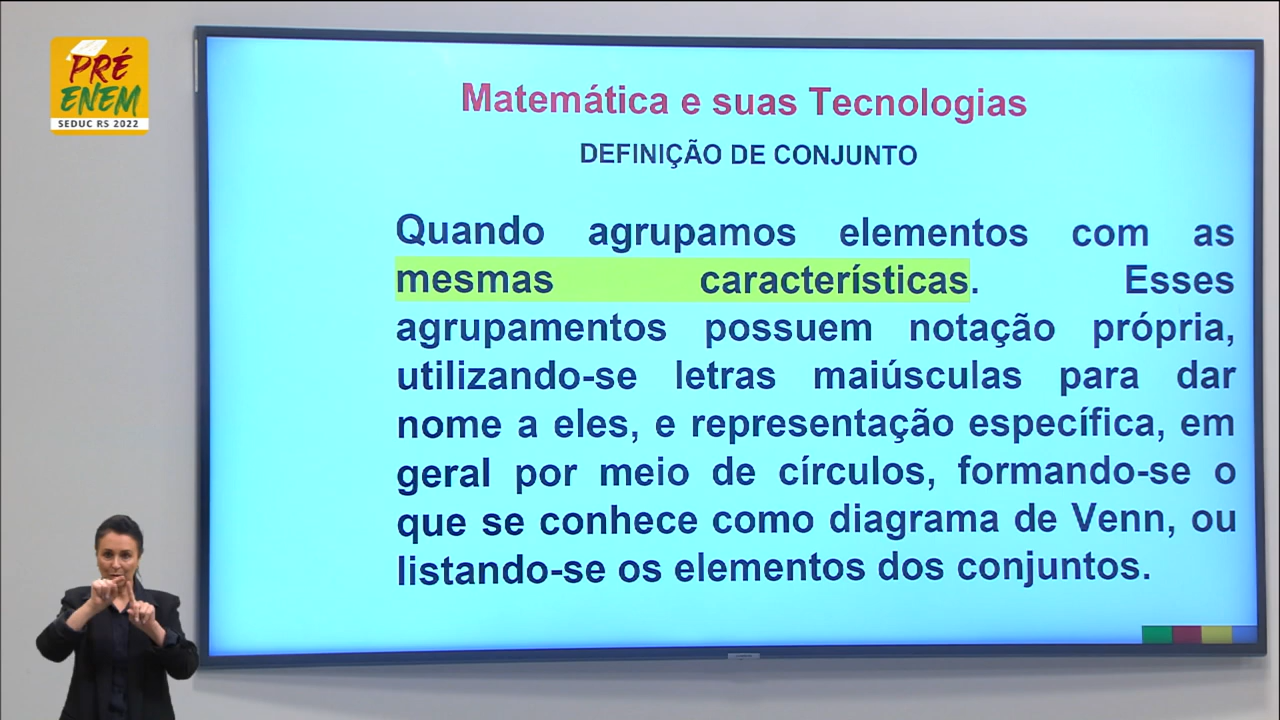 PRÉ
ENEM
SEDUC RS 2022
Matemática e suas Tecnologias
DEFINIÇÃO DE CONJUNTO
Quando agrupamos elementos com as
mesmas características. Esses
agrupamentos possuem notação própria,
utilizando-se letras maiúsculas para dar
nome a eles, e representação específica, em
geral por meio de círculos, formando-se o
que se conhece como diagrama de Venn, ou
listando-se os elementos dos conjuntos.